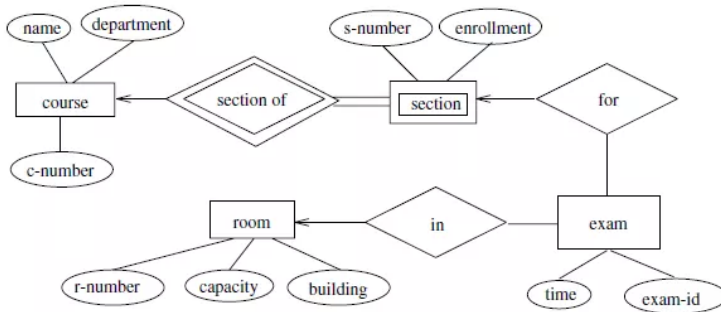 name
department
s-number
enrollment
course
section of
section
for
c-number
room
in
exam
r-number
capacity
building
time
exam-id